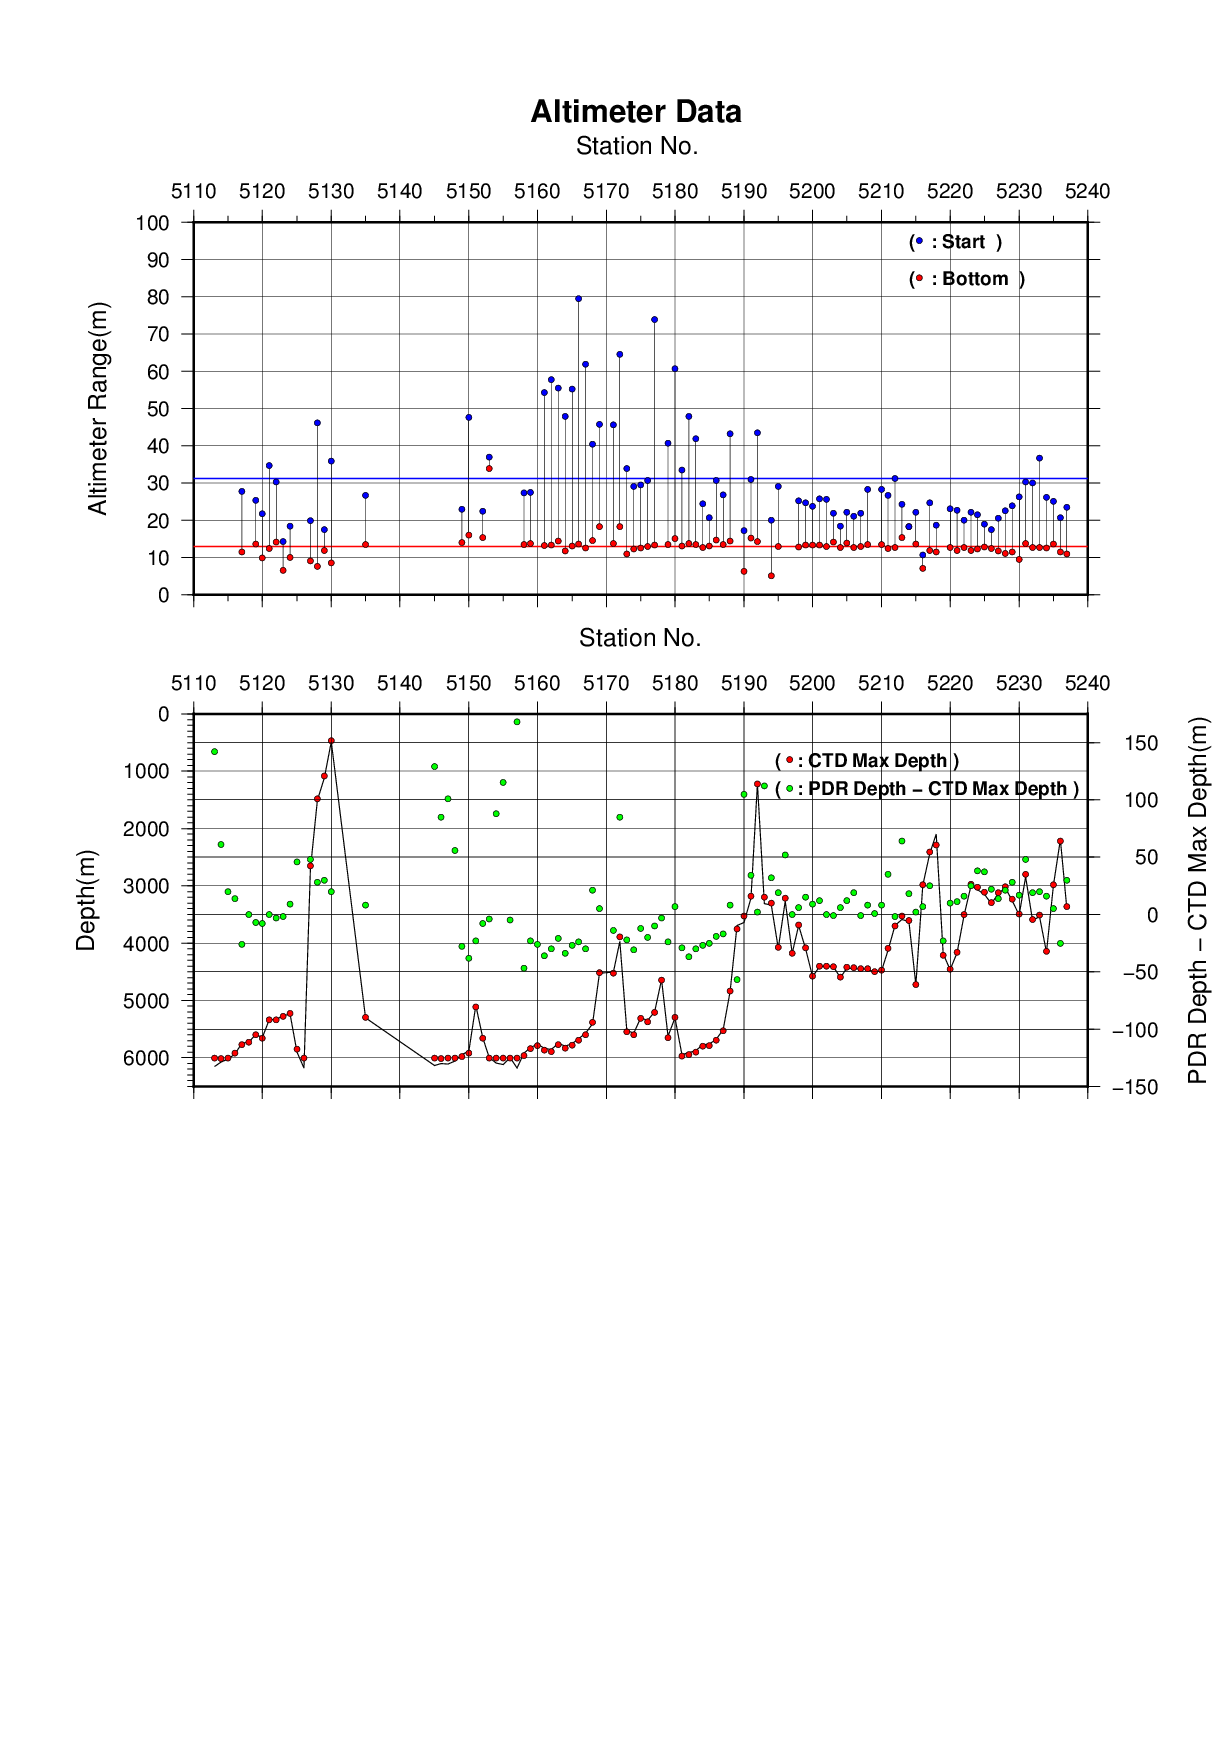 Altimeter Data
Station No.
5110 5120 5130 5140 5150 5160 5170 5180 5190 5200 5210 5220 5230 5240
100
90
80
70
60
50
40
30
20
10
0
Altimeter Range(m)
( : Start )
( : Bottom )
Station No.
5110 5120 5130 5140 5150 5160 5170 5180 5190 5200 5210 5220 5230 5240
0
1000
2000
3000
4000
5000
6000
Depth(m)
( : CTD Max Depth )
( : PDR Depth − CTD Max Depth )
150
100
50
0
−50
−100
−150
PDR Depth − CTD Max Depth(m)